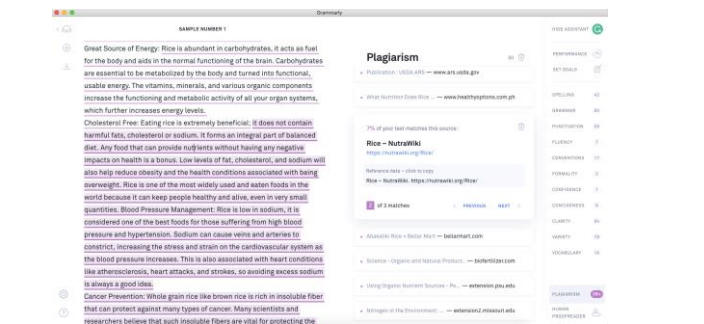 Grammarly
SAMPLE NUMBER 1
Great Source of Energy: Rice is abundant in carbohydrates, it acts as fuel
for the body and aids in the normal functioning of the brain. Carbohydrates
are essential to be metabolized by the body and turned into functional,
usable energy. The vitamins, minerals, and various organic components
increase the functioning and metabolic activity of all your organ systems,
which further increases energy levels.
Cholesterol Free: Eating rice is extremely beneficial; it does not contain
harmful fats, cholesterol or sodium. It forms an integral part of balanced
diet. Any food that can provide nutrients without having any negative
impacts on health is a bonus. Low levels of fat, cholesterol, and sodium will
also help reduce obesity and the health conditions associated with being
overweight. Rice is one of the most widely used and eaten foods in the
world because it can keep people healthy and alive, even in very small
quantities. Blood Pressure Management: Rice is low in sodium, it is
considered one of the best foods for those suffering from high blood
pressure and hypertension. Sodium can cause veins and arteries to
constrict, increasing the stress and strain on the cardiovascular system as
the blood pressure increases. This is also associated with heart conditions
like atherosclerosis, heart attacks, and strokes, so avoiding excess sodium
is always a good idea.
Cancer Prevention: Whole grain rice like brown rice is rich in insoluble fiber
that can protect against many types of cancer. Many scientists and
researchers believe that such insoluble fibers are vital for protecting the
Plagiarism
Publication : USDA ARS — www.ars.usda.gov
What Nutrition Does Rice ... — www.healthyoptions.com.ph
7% of your text matches this source:
Rice – NutraWiki
https://nutrawiki.org/Rice/
Reference data – click to copy
Rice – NutraWiki. https://nutrawiki.org/Rice/
2 of 3 matches
PREVIOUS
NEXT
— bellarmart.com
Science - Organic and Natural Product... — biofertilizer.com
Using Organic Nutrient Sources - Pe... — extension.psu.edu
Nitrogen in the Environment: ... — extension2.missouri.edu
HIDE ASSISTANT
PERFORMANCE
SET GOALS
SPELLING
GRAMMAR
PUNCTUATION
FLUENCY
CONVENTIONS
FORMALITY
CONFIDENCE
CONCISENESS
CLARITY
VARIETY
VOCABULARY
PLAGIARISM
HUMAN
PROOFREADER